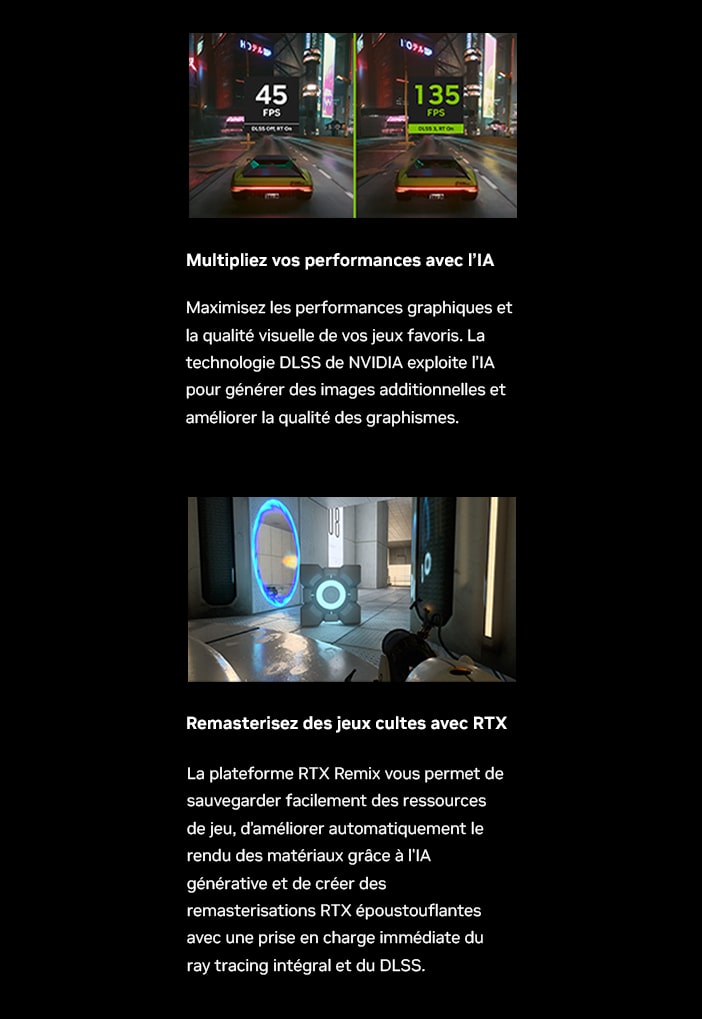 HOTEL
45
FPS
DLSS Off, RT On
HOTEL
135
FPS
DLSS 3, RT On
Multipliez vos performances avec l'IA
Maximisez les performances graphiques et
la qualité visuelle de vos jeux favoris. La
technologie DLSS de NVIDIA exploite l'IA
pour générer des images additionnelles et
améliorer la qualité des graphismes.
08
Remasterisez des jeux cultes avec RTX
La plateforme RTX Remix vous permet de
sauvegarder facilement des ressources
de jeu, d'améliorer automatiquement le
rendu des matériaux grâce à l'IA
générative et de créer des
remasterisations RTX époustouflantes
avec une prise en charge immédiate du
ray tracing intégral et du DLSS.